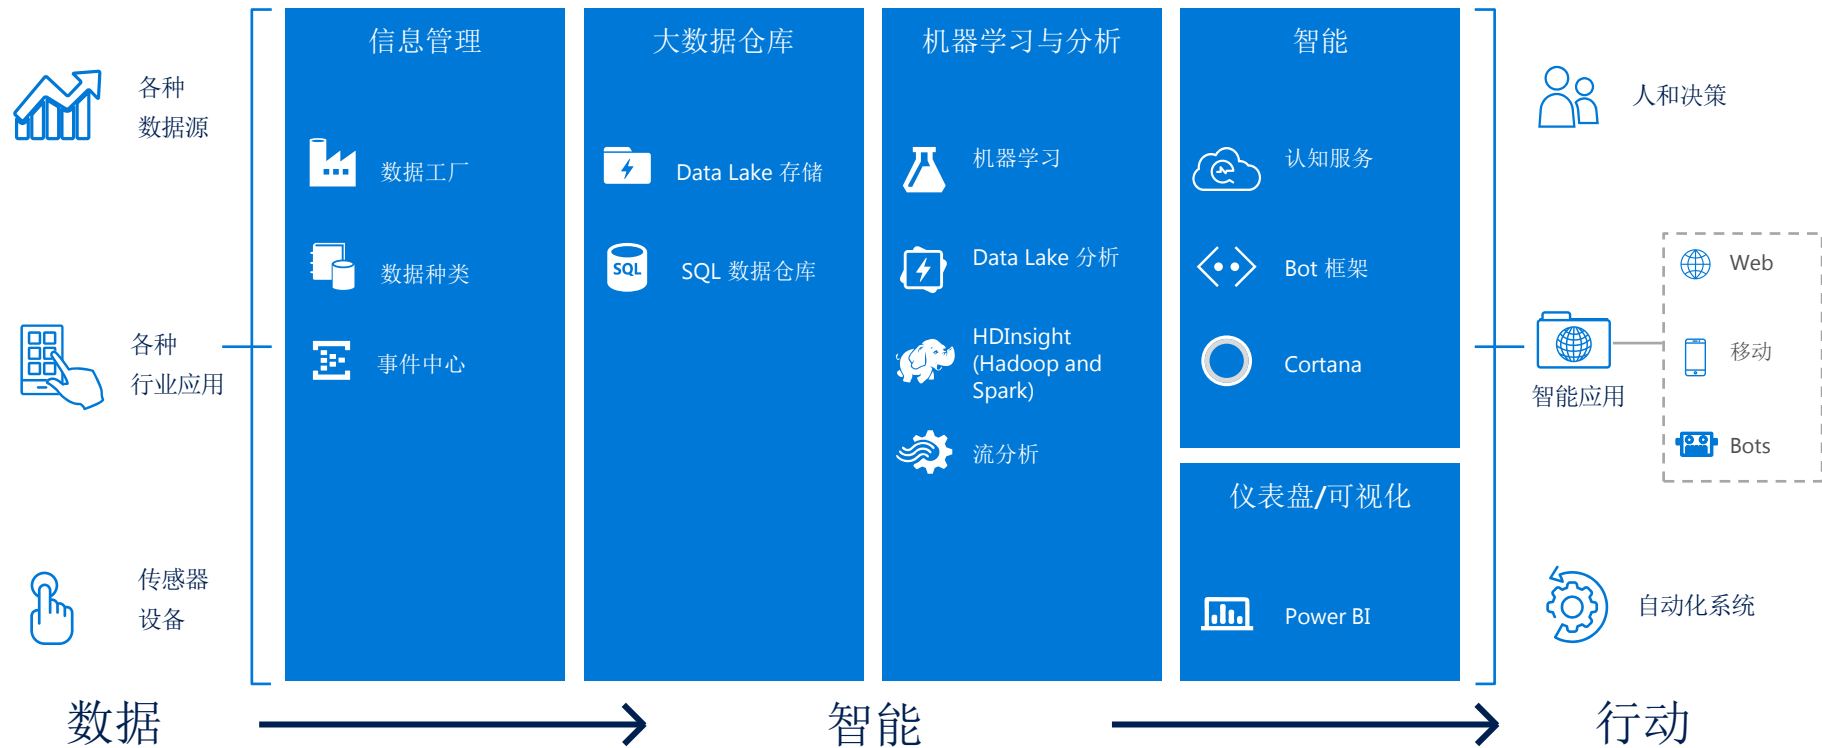 各种
数据源
各种
行业应用
传感器
设备
信息管理
数据工厂
数据种类
事件中心
大数据仓库
Data Lake 存储
SQL
SQL 数据仓库
机器学习与分析
机器学习
Data Lake 分析
HDInsight
(Hadoop and
Spark)
流分析
智能
认知服务
Bot 框架
Cortana
仪表盘/可视化
Power BI
人和决策
智能应用
Web
移动
Bots
自动化系统
数据
智能
行动